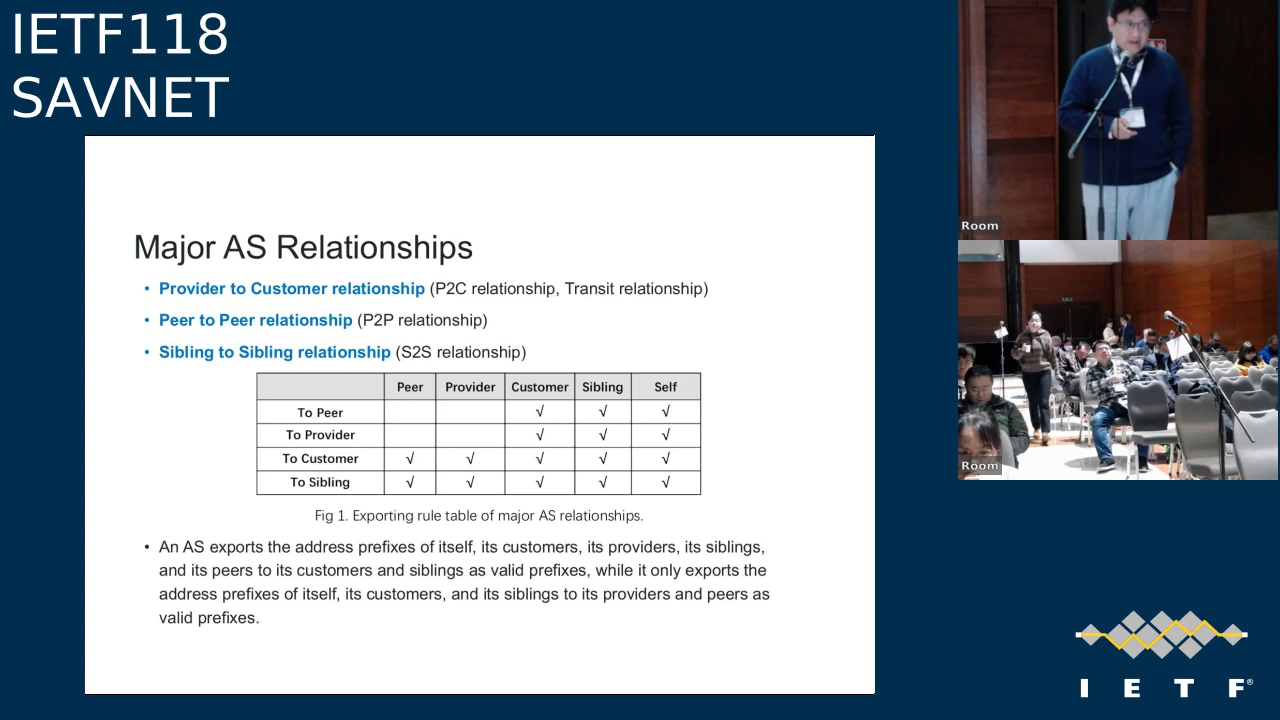 IETF118
SAVNET
Major AS Relationships
• Provider to Customer relationship (P2C relationship, Transit relationship)
• Peer to Peer relationship (P2P relationship)
• Sibling to Sibling relationship (S2S relationship)
Peer Provider Customer Sibling Self
To Peer √ √ √
To Provider √ √ √
To Customer √ √ √ √ √
To Sibling √ √ √ √ √
Fig 1. Exporting rule table of major AS relationships.
• An AS exports the address prefixes of itself, its customers, its providers, its siblings,
and its peers to its customers and siblings as valid prefixes, while it only exports the
address prefixes of itself, its customers, and its siblings to its providers and peers as
valid prefixes.
Room
Room
I E T F®